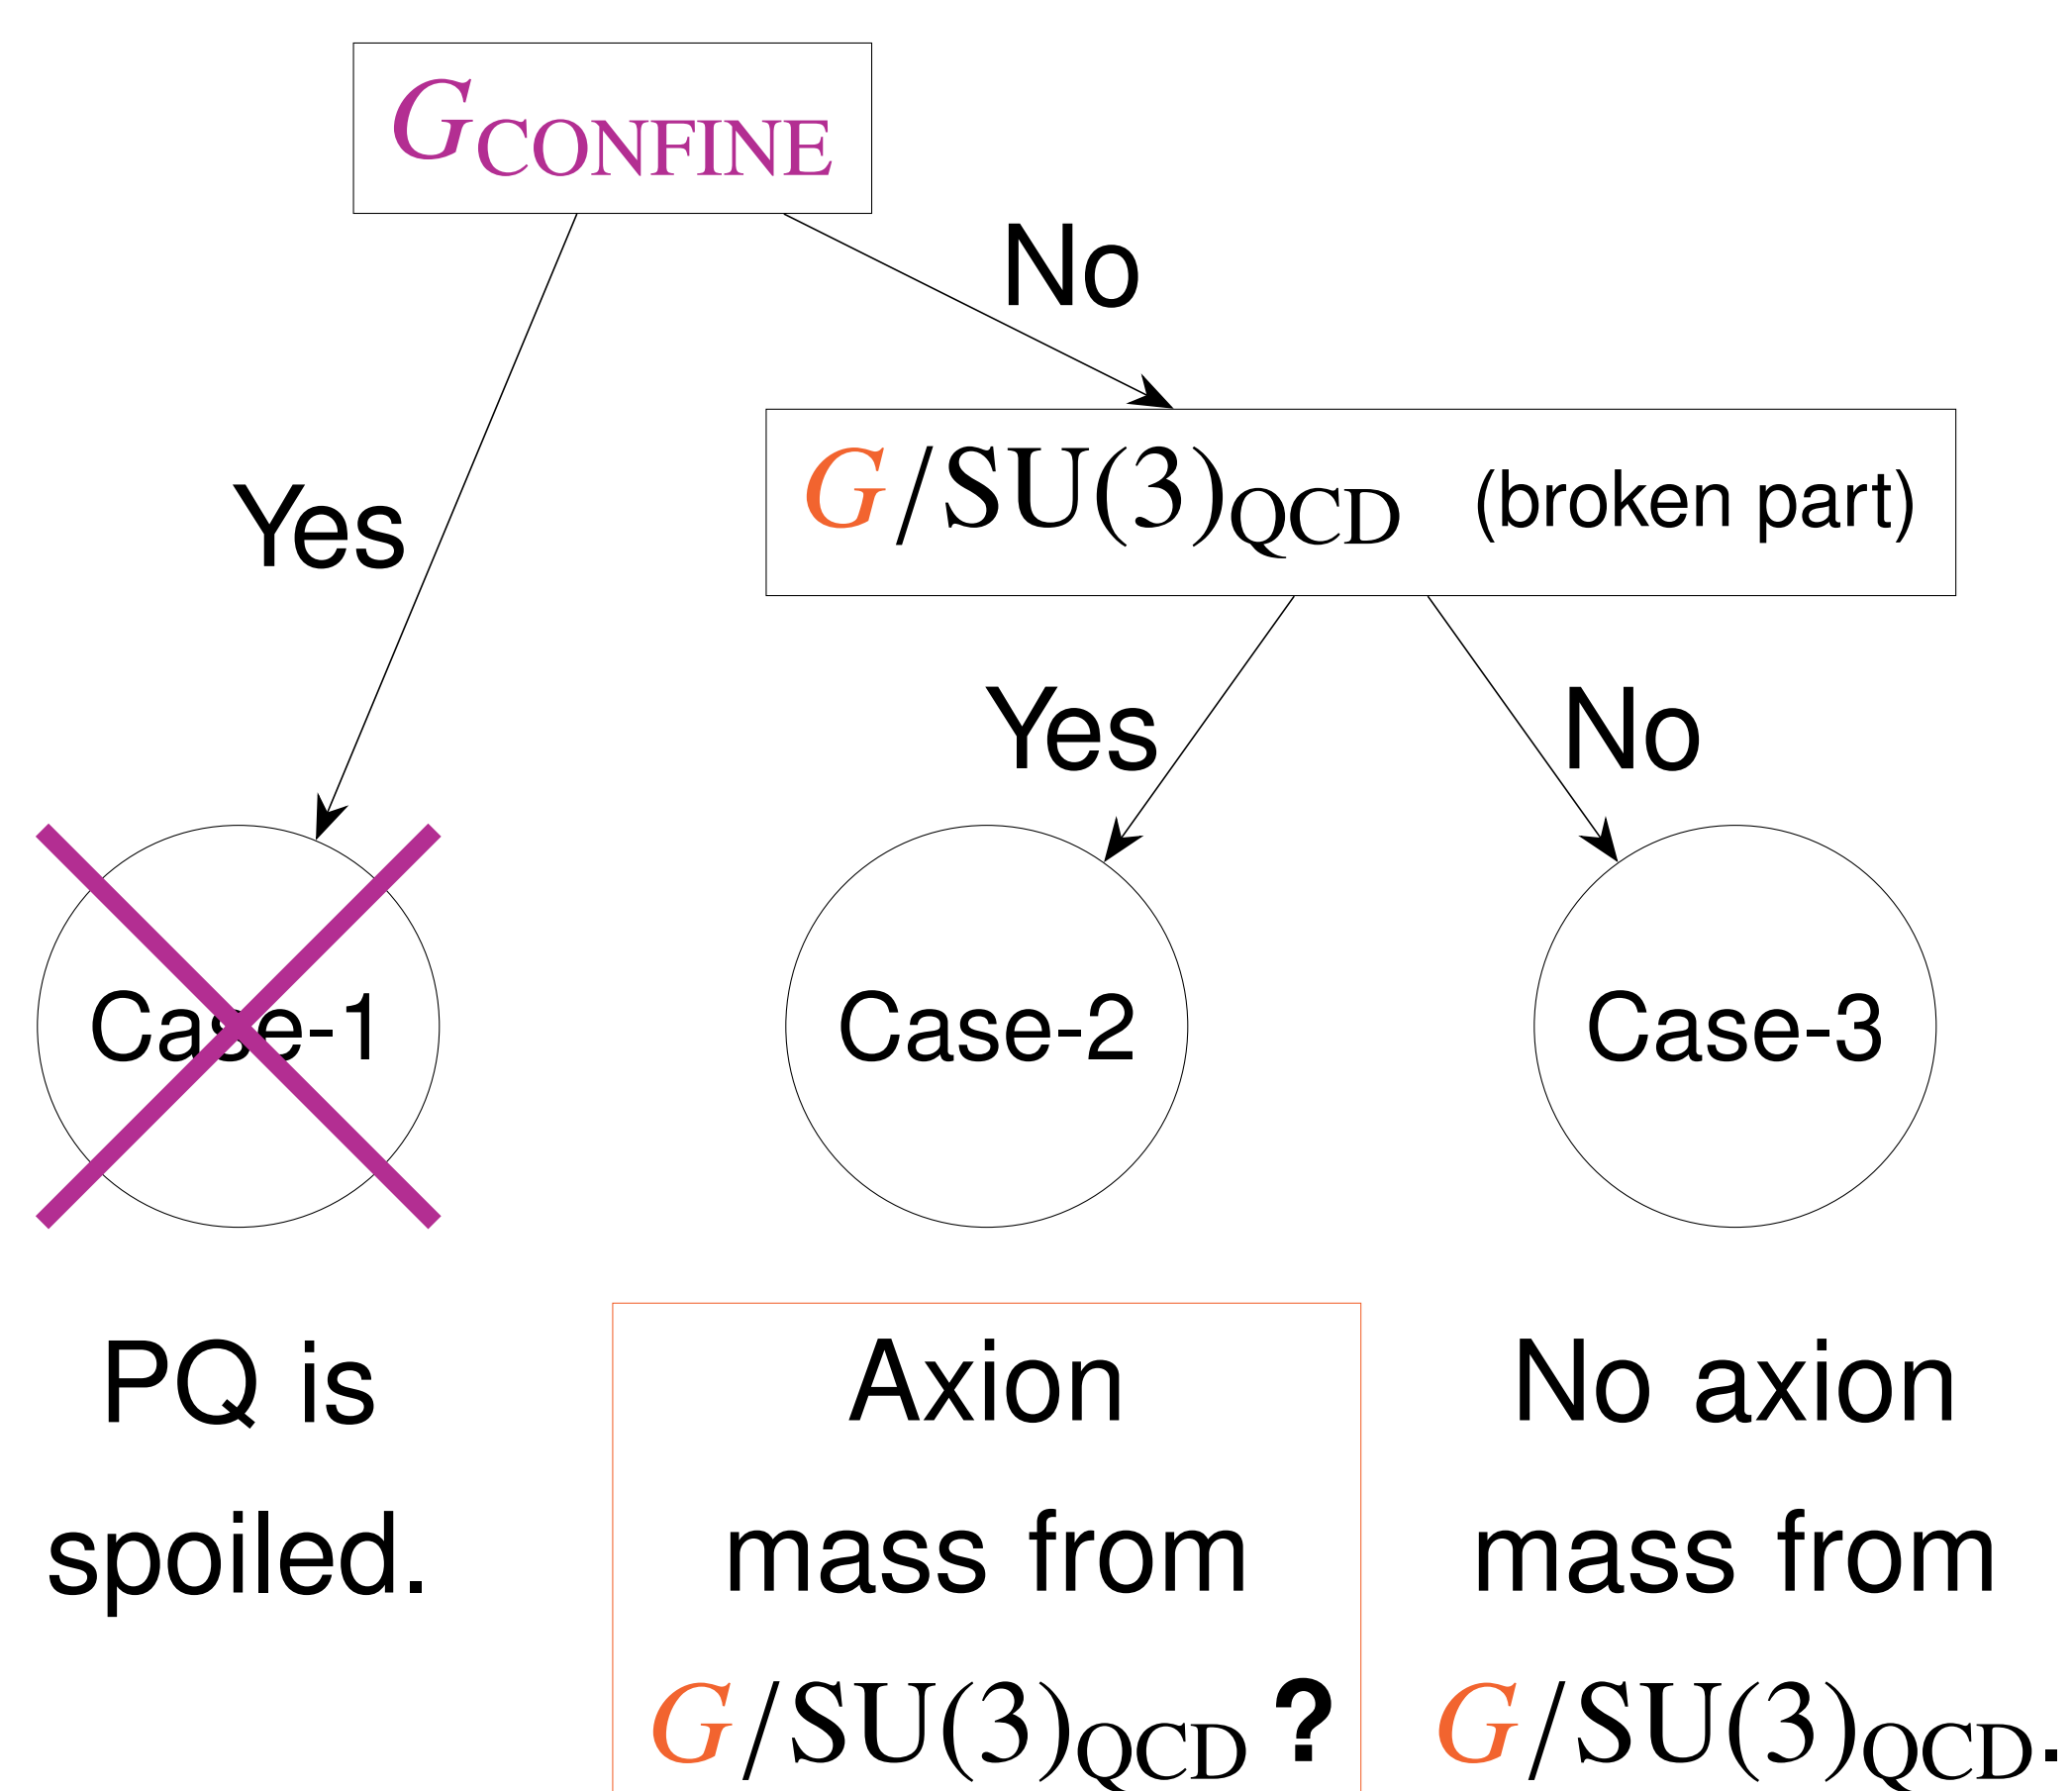 G_CONFINE
No
G/SU(3)_QCD (broken part)
Yes
Yes
No
Case-1
Case-2
Case-3
PQ is
spoiled.
Axion
mass from
G/SU(3)_QCD ?
No axion
mass from
G/SU(3)_QCD.